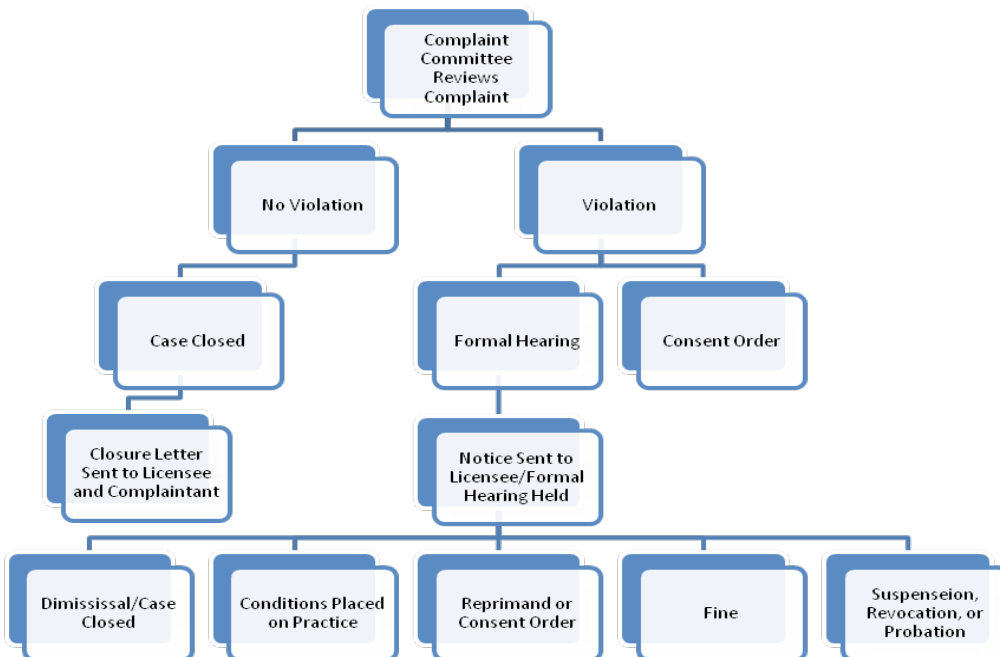 Complaint
Committee
Reviews
Complaint
No Violation
Violation
Case Closed
Formal Hearing
Consent Order
Closure Letter
Sent to Licensee
and Complaintant
Notice Sent to
Licensee/Formal
Hearing Held
Dimississal/Case
Closed
Conditions Placed
on Practice
Reprimand or
Consent Order
Fine
Suspenseion,
Revocation, or
Probation